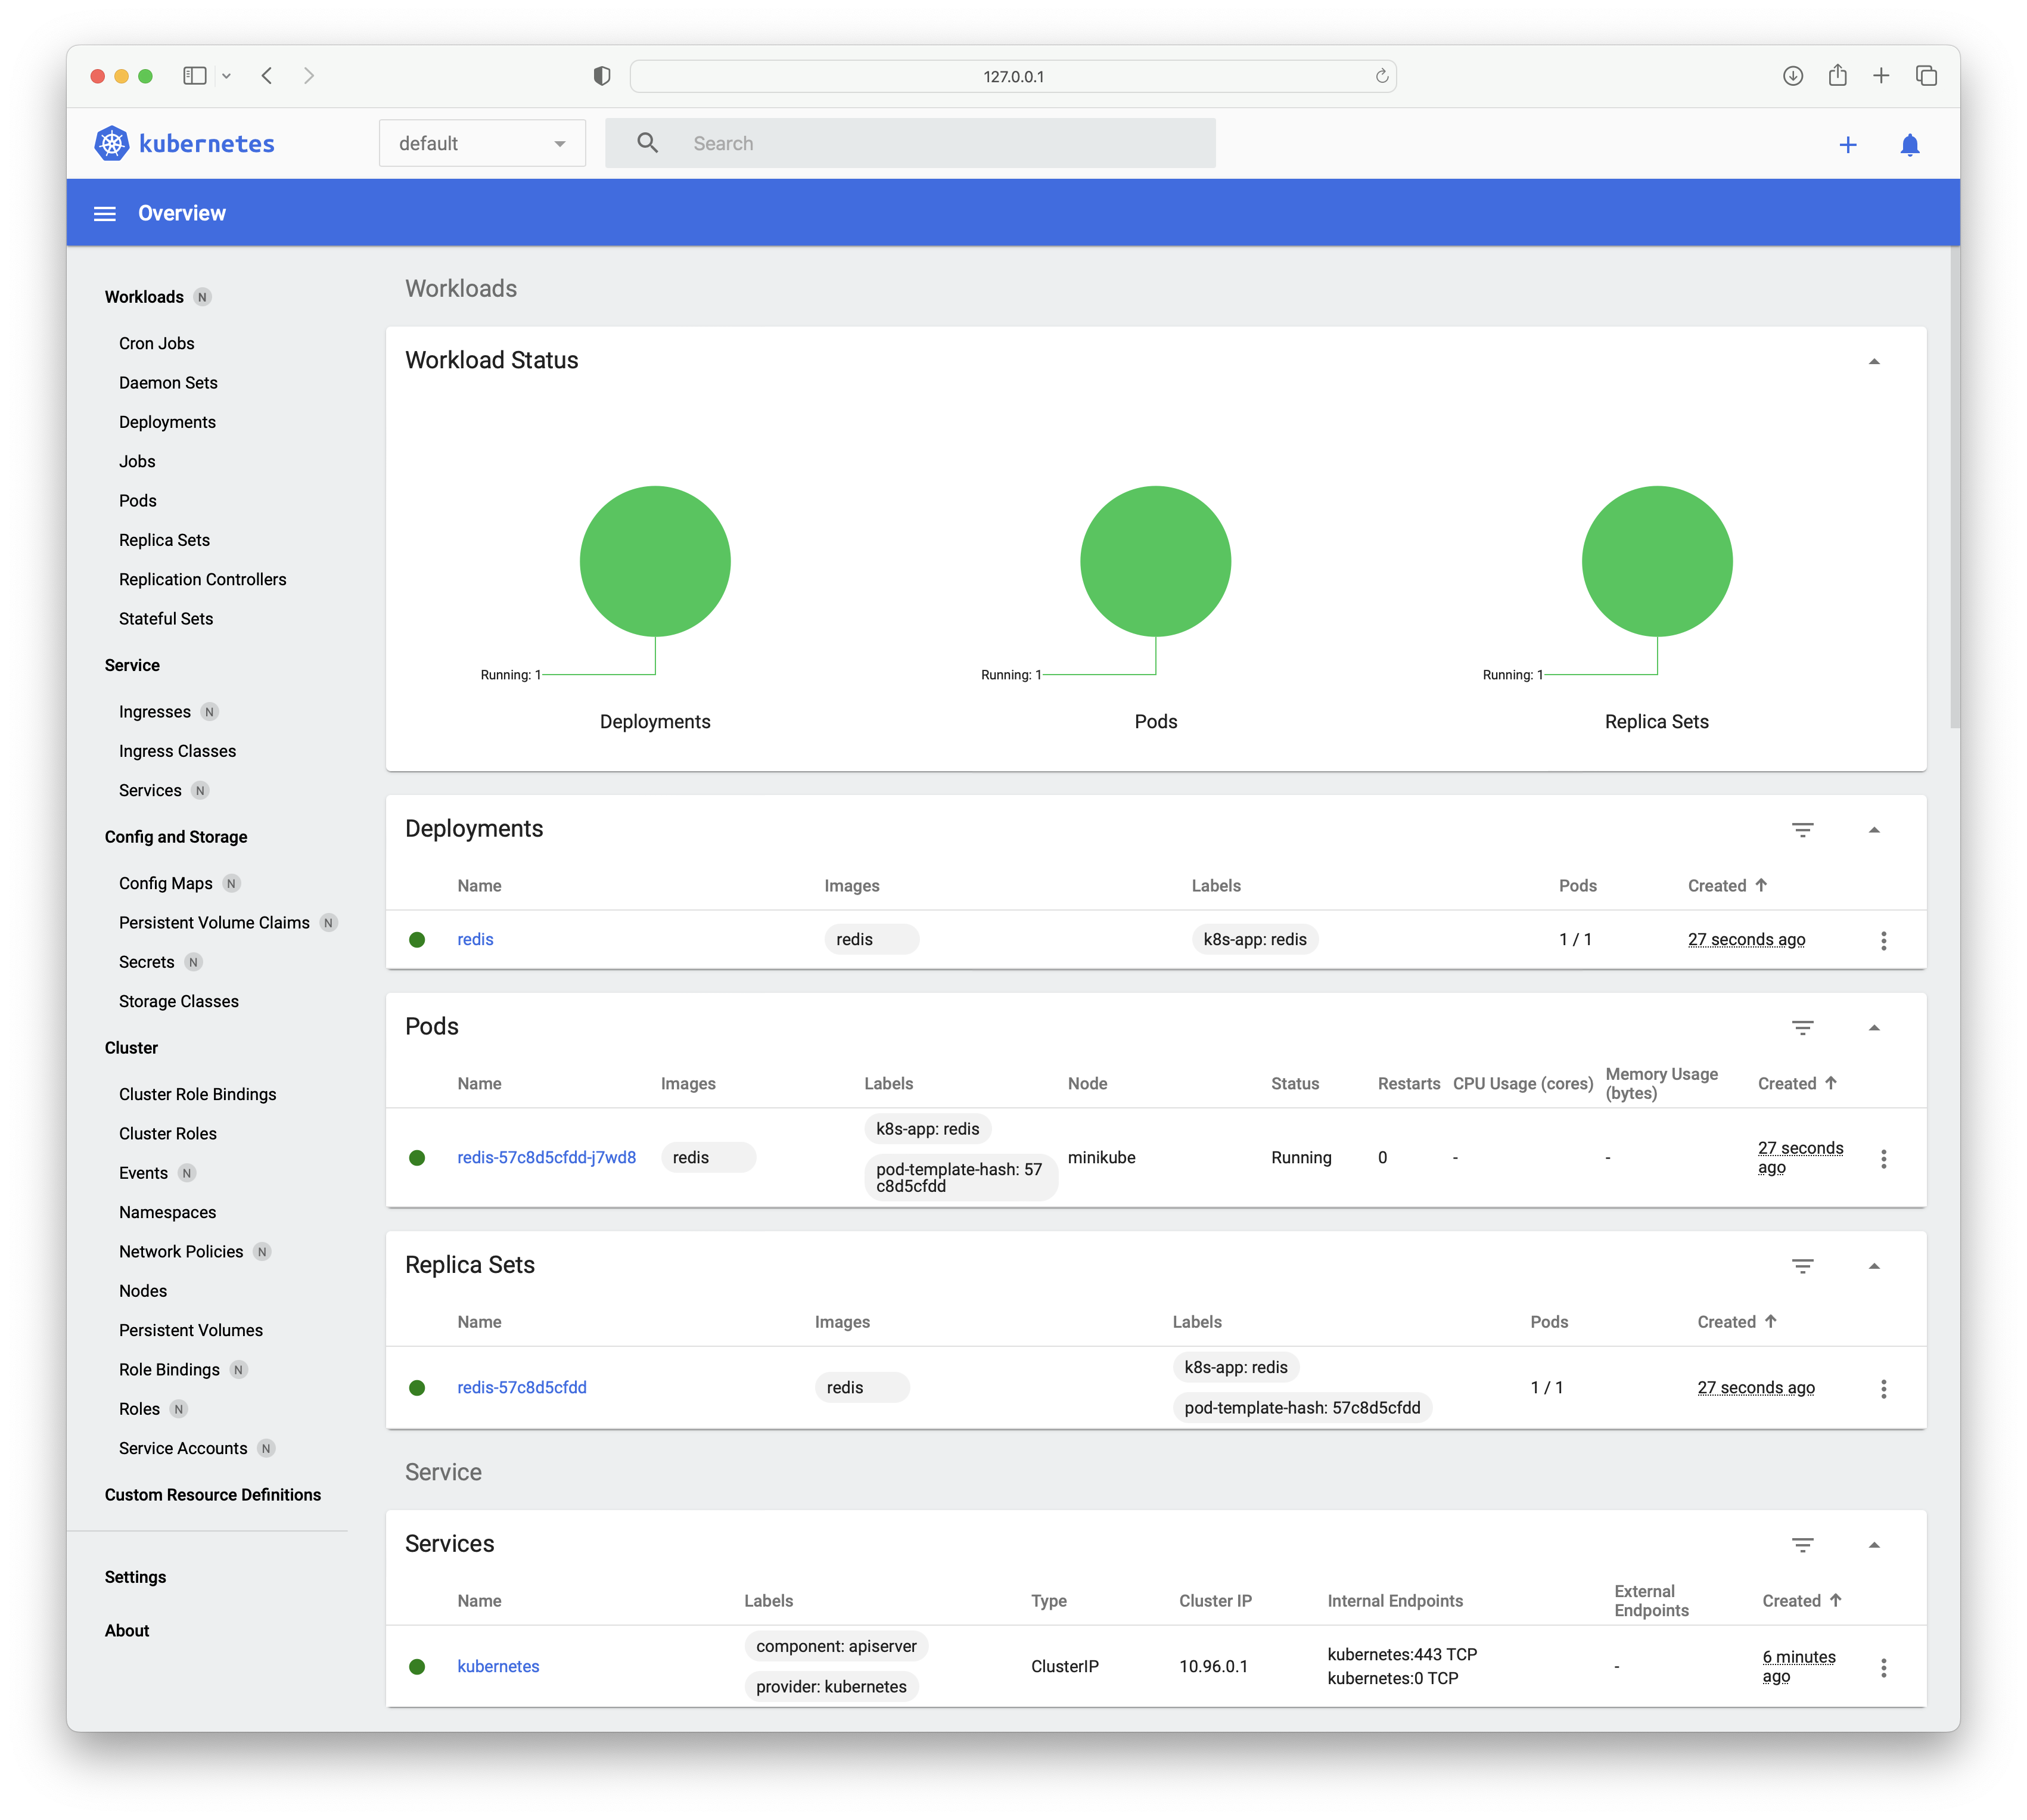 127.0.0.1
kubernetes
default
Search
Overview
Workloads N
Cron Jobs
Daemon Sets
Deployments
Jobs
Pods
Replica Sets
Replication Controllers
Stateful Sets
Service
Ingresses N
Ingress Classes
Services N
Config and Storage
Config Maps N
Persistent Volume Claims N
Secrets N
Storage Classes
Cluster
Cluster Role Bindings
Cluster Roles
Events N
Namespaces
Network Policies N
Nodes
Persistent Volumes
Role Bindings N
Roles N
Service Accounts N
Custom Resource Definitions
Settings
About
Workloads
Workload Status
Running: 1
Deployments
Running: 1
Pods
Running: 1
Replica Sets
Deployments
Name Images Labels Pods Created
redis redis k8s-app: redis 1 / 1 27 seconds ago
Pods
Name Images Labels Node Status Restarts CPU Usage (cores) Memory Usage
(bytes) Created
redis-57c8d5cfdd-j7wd8 redis k8s-app: redis
pod-template-hash: 57
c8d5cfdd
minikube Running 0 - - 27 seconds
ago
Replica Sets
Name Images Labels Pods Created
redis-57c8d5cfdd redis k8s-app: redis
pod-template-hash: 57c8d5cfdd
1 / 1 27 seconds ago
Service
Services
Name Labels Type Cluster IP Internal Endpoints External
Endpoints Created
kubernetes component: apiserver
provider: kubernetes
ClusterIP 10.96.0.1 kubernetes:443 TCP
kubernetes:0 TCP
- 6 minutes
ago